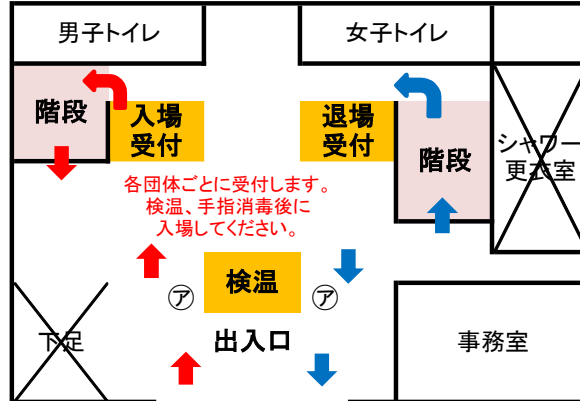 男子トイレ
女子トイレ
階段
入場
受付
退場
受付
階段
シャワー
更衣室
各団体ごとに受付します。
検温、手指消毒後に
入場してください。
㋐
検温
㋐
下足
出入口
事務室